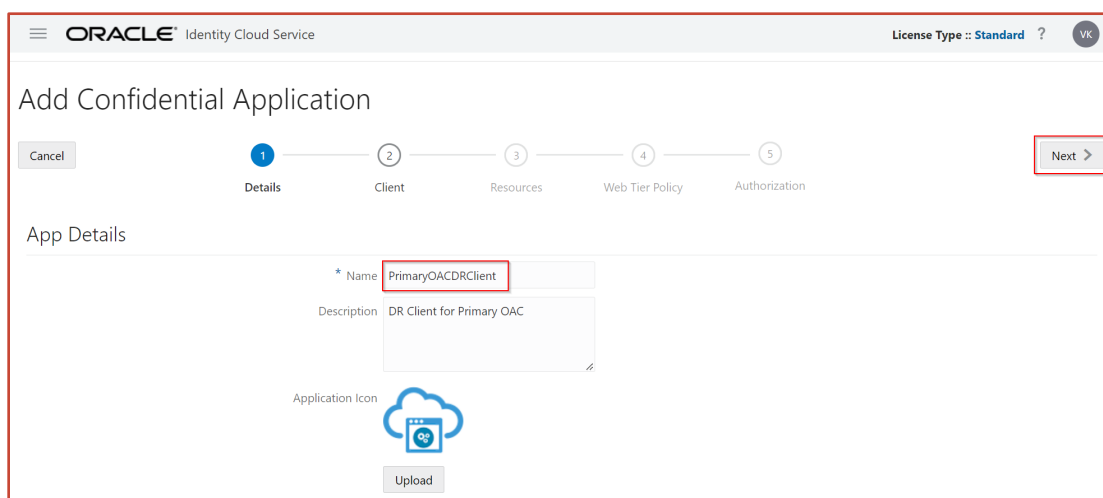 ORACLE® Identity Cloud Service
License Type :: Standard ? VK
Add Confidential Application
Cancel
1 2 3 4 5
Next
Details Client Resources Web Tier Policy Authorization
App Details
* Name PrimaryOACDRClient
Description DR Client for Primary OAC
Application Icon
Upload